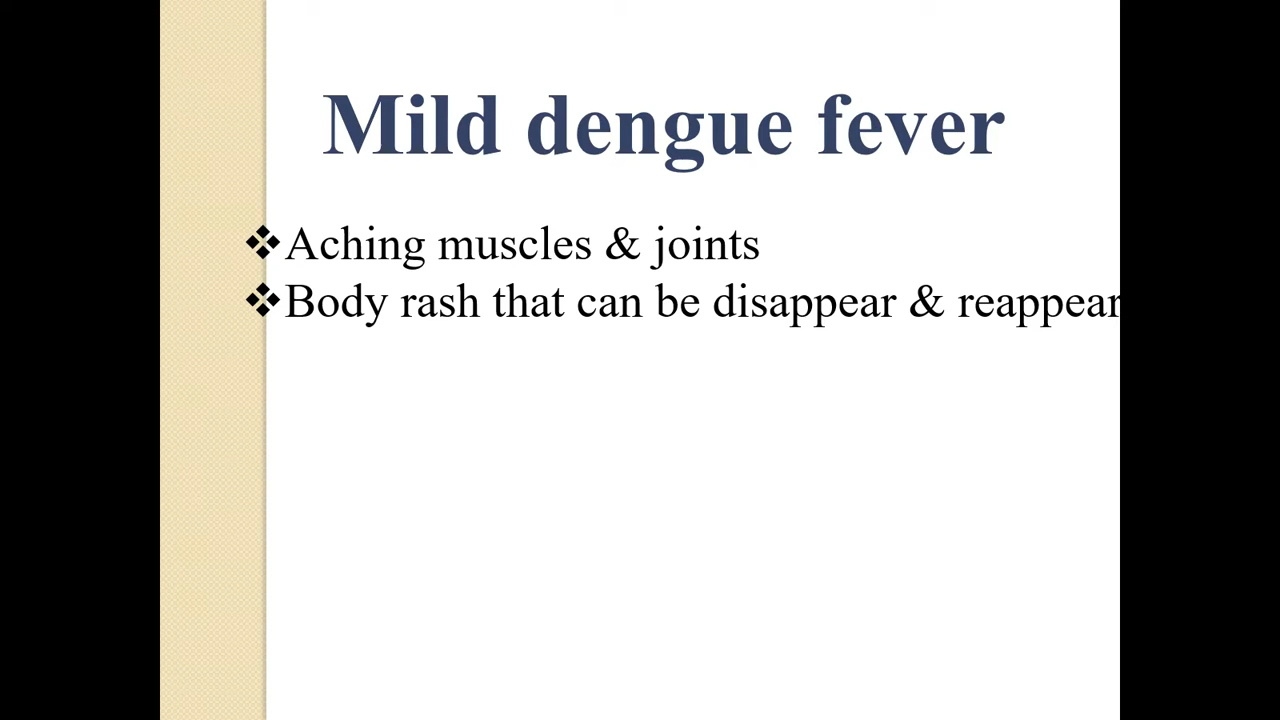 Mild dengue fever
❖Aching muscles & joints
❖Body rash that can be disappear & reappear